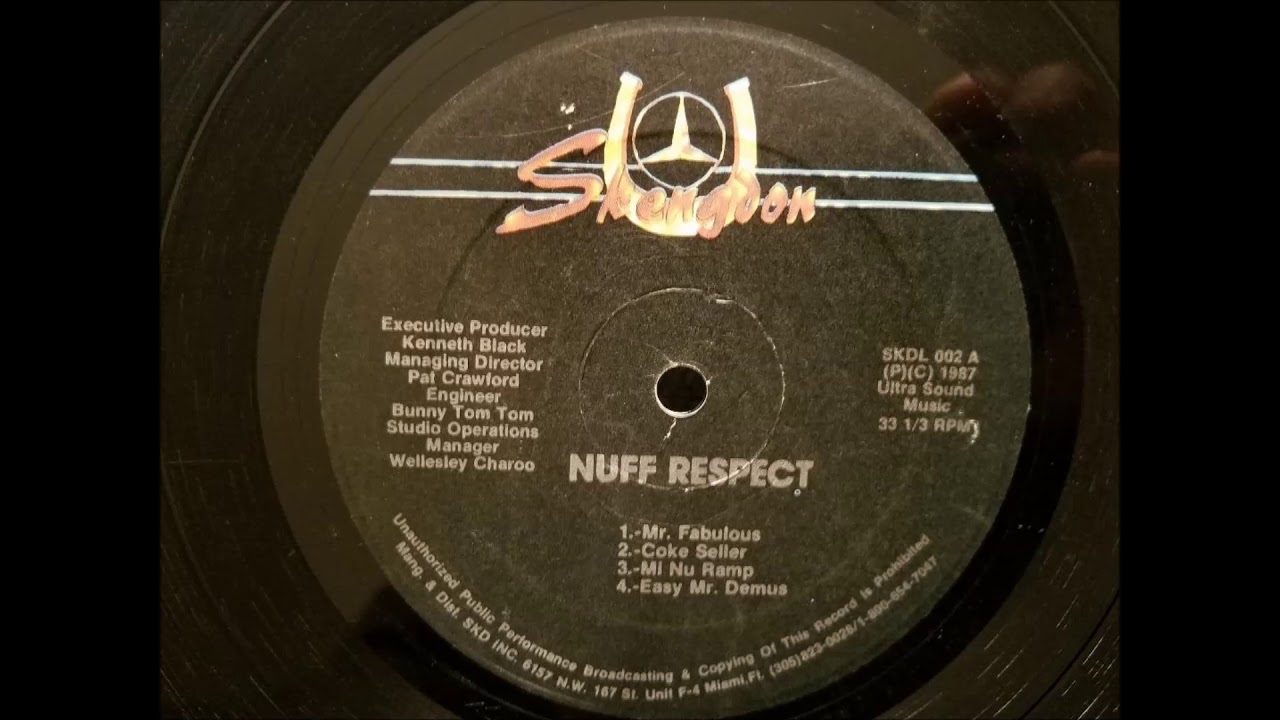 Skengdon
Executive Producer
Kenneth Black
Managing Director
Pat Crawford
Engineer
Bunny Tom Tom
Studio Operations
Manager
Wellesley Charoo
SKDL 002 A
(P)(C) 1987
Ultra Sound
Music
33 1/3 RPM
NUFF RESPECT
1.-Mr. Fabulous
2.-Coke Seller
3.-Mi Nu Ramp
4.-Easy Mr. Demus
Unauthorized Public Performance Broadcasting & Copying Of This Record is Prohibited
Mang. & Dist. SKD INC. 6157 N.W. 167 St. Unit F-4 Miami,Fl. (305)823-0028/1-800-654-7047